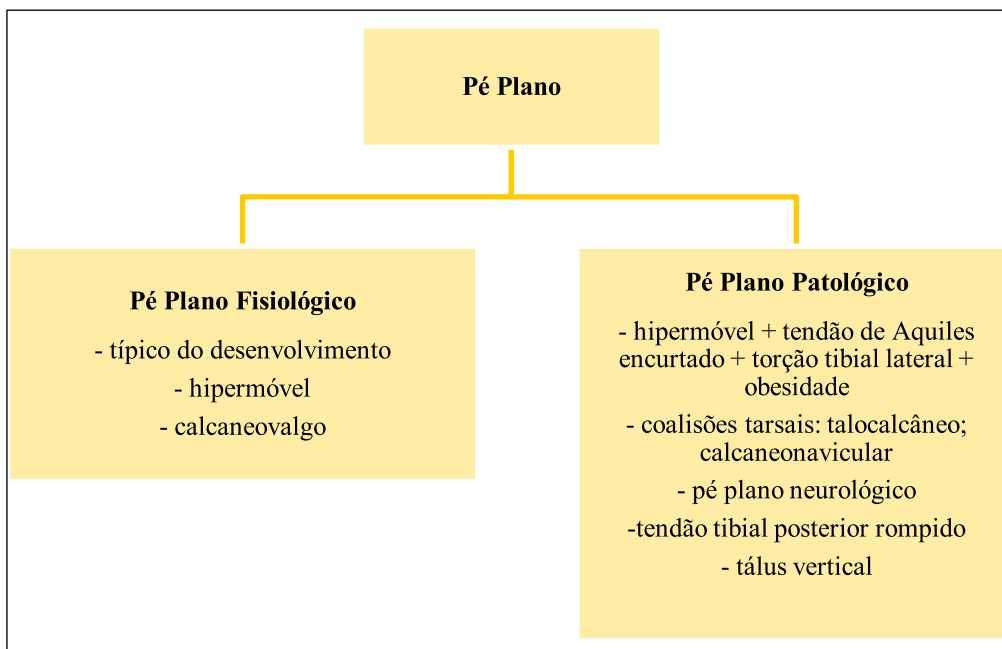 Pé Plano
Pé Plano Fisiológico
- típico do desenvolvimento
- hipermóvel
- calcaneovalgo
Pé Plano Patológico
- hipermóvel + tendão de Aquiles
encurtado + torção tibial lateral +
obesidade
- coalisões tarsais: talocalcâneo;
calcaneonavicular
- pé plano neurológico
-tendão tibial posterior rompido
- tálus vertical